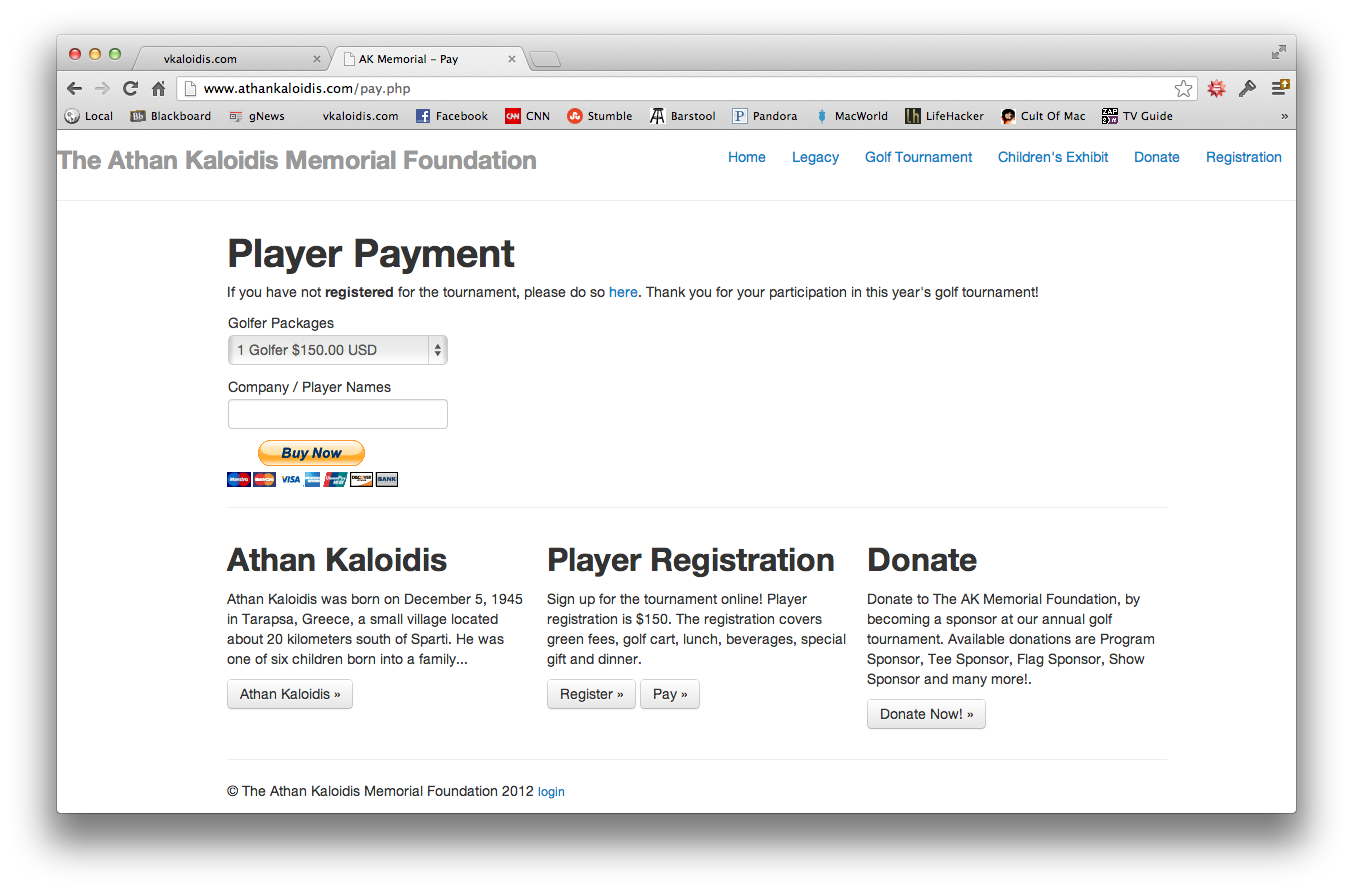 vkaloidis.com
AK Memorial – Pay
www.athankaloidis.com/pay.php
Local Blackboard gNews vkaloidis.com Facebook CNN Stumble Barstool Pandora MacWorld LifeHacker Cult Of Mac TV Guide »
The Athan Kaloidis Memorial Foundation
Home Legacy Golf Tournament Children's Exhibit Donate Registration
Player Payment
If you have not registered for the tournament, please do so here. Thank you for your participation in this year's golf tournament!
Golfer Packages
1 Golfer $150.00 USD
Company / Player Names
Buy Now
Maestro MasterCard VISA DISCOVER BANK
Athan Kaloidis
Athan Kaloidis was born on December 5, 1945
in Tarapsa, Greece, a small village located
about 20 kilometers south of Sparti. He was
one of six children born into a family...
Athan Kaloidis »
Player Registration
Sign up for the tournament online! Player
registration is $150. The registration covers
green fees, golf cart, lunch, beverages, special
gift and dinner.
Register » Pay »
Donate
Donate to The AK Memorial Foundation, by
becoming a sponsor at our annual golf
tournament. Available donations are Program
Sponsor, Tee Sponsor, Flag Sponsor, Show
Sponsor and many more!.
Donate Now! »
© The Athan Kaloidis Memorial Foundation 2012 login